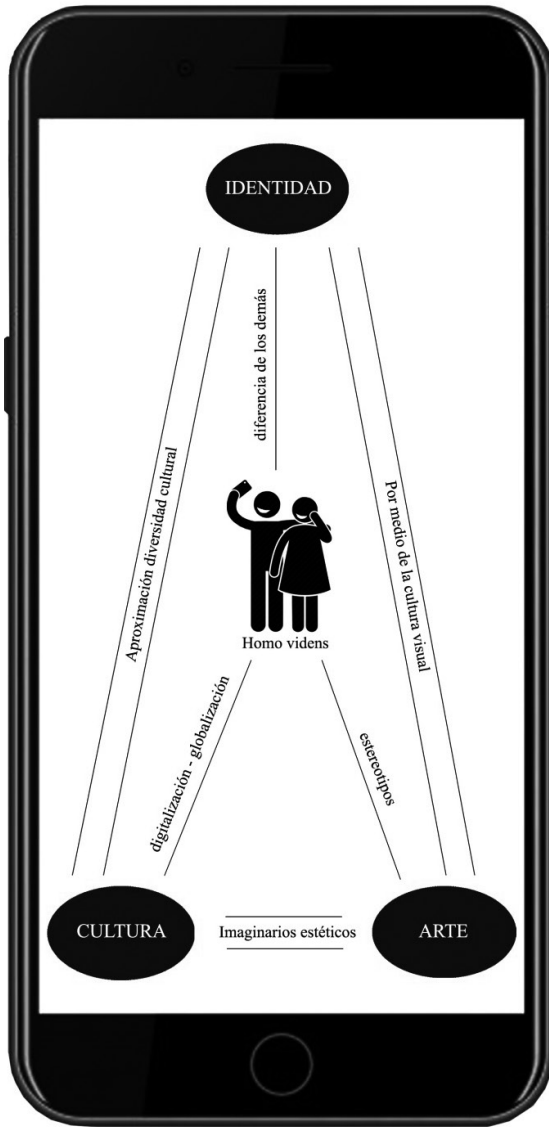 IDENTIDAD
diferencia de los demás
Aproximación diversidad cultural
Por medio de la cultura visual
Homo videns
digitalización - globalización
estereotipos
CULTURA
Imaginarios estéticos
ARTE